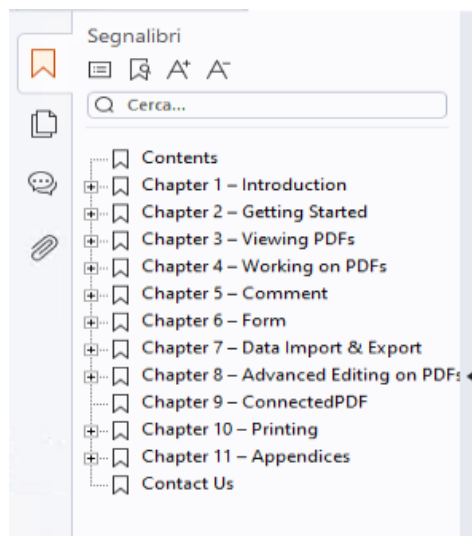 Segnalibri
Cerca...
Contents
Chapter 1 – Introduction
Chapter 2 – Getting Started
Chapter 3 – Viewing PDFs
Chapter 4 – Working on PDFs
Chapter 5 – Comment
Chapter 6 – Form
Chapter 7 – Data Import & Export
Chapter 8 – Advanced Editing on PDFs
Chapter 9 – ConnectedPDF
Chapter 10 – Printing
Chapter 11 – Appendices
Contact Us